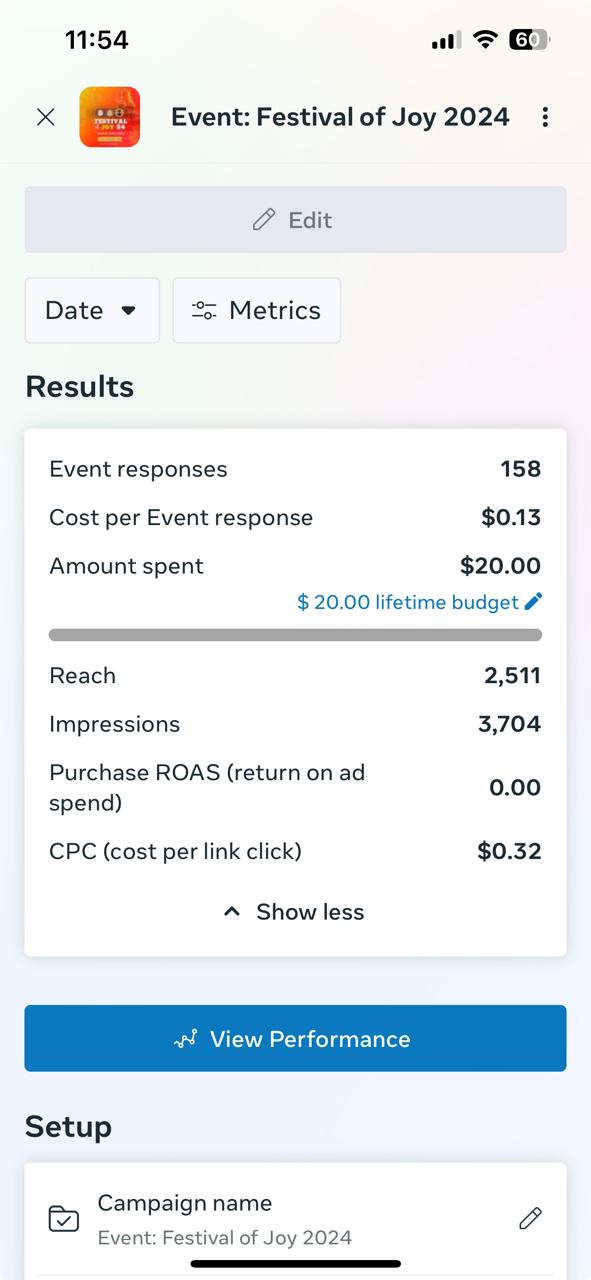 11:54
60
FESTIVAL
Event: Festival of Joy 2024
Edit
Date
Metrics
Results
Event responses 158
Cost per Event response $0.13
Amount spent $20.00
$ 20.00 lifetime budget
Reach 2,511
Impressions 3,704
Purchase ROAS (return on ad
spend) 0.00
CPC (cost per link click) $0.32
Show less
View Performance
Setup
Campaign name
Event: Festival of Joy 2024